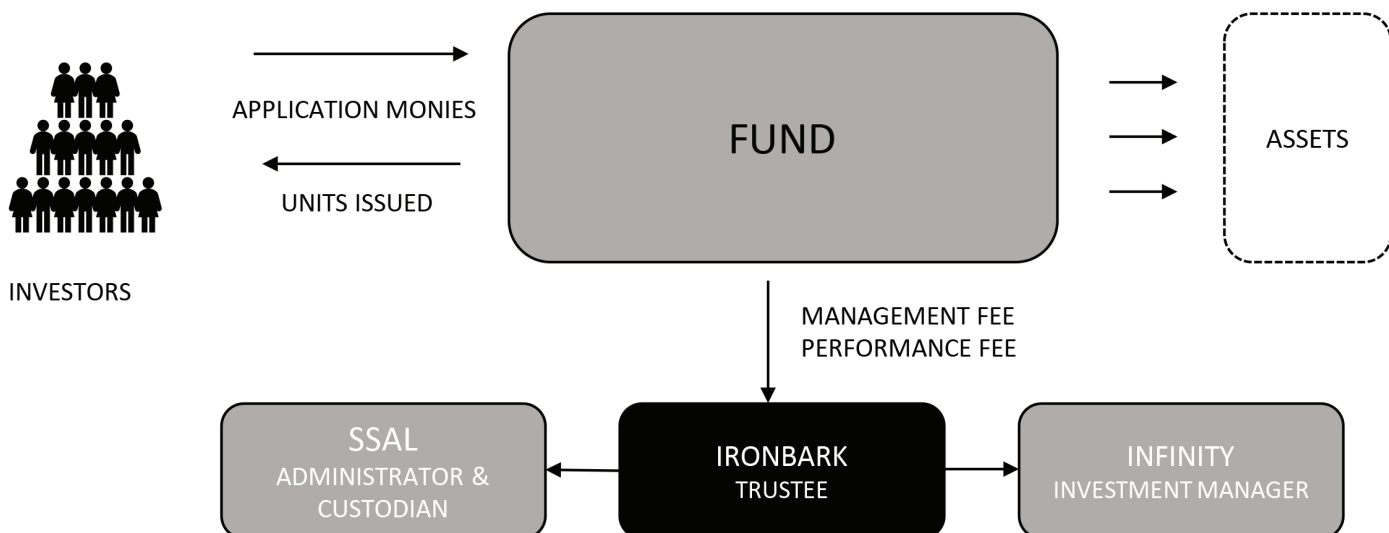 APPLICATION MONIES
UNITS ISSUED
INVESTORS
FUND
ASSETS
MANAGEMENT FEE
PERFORMANCE FEE
SSAL
ADMINISTRATOR &
CUSTODIAN
IRONBARK
TRUSTEE
INFINITY
INVESTMENT MANAGER